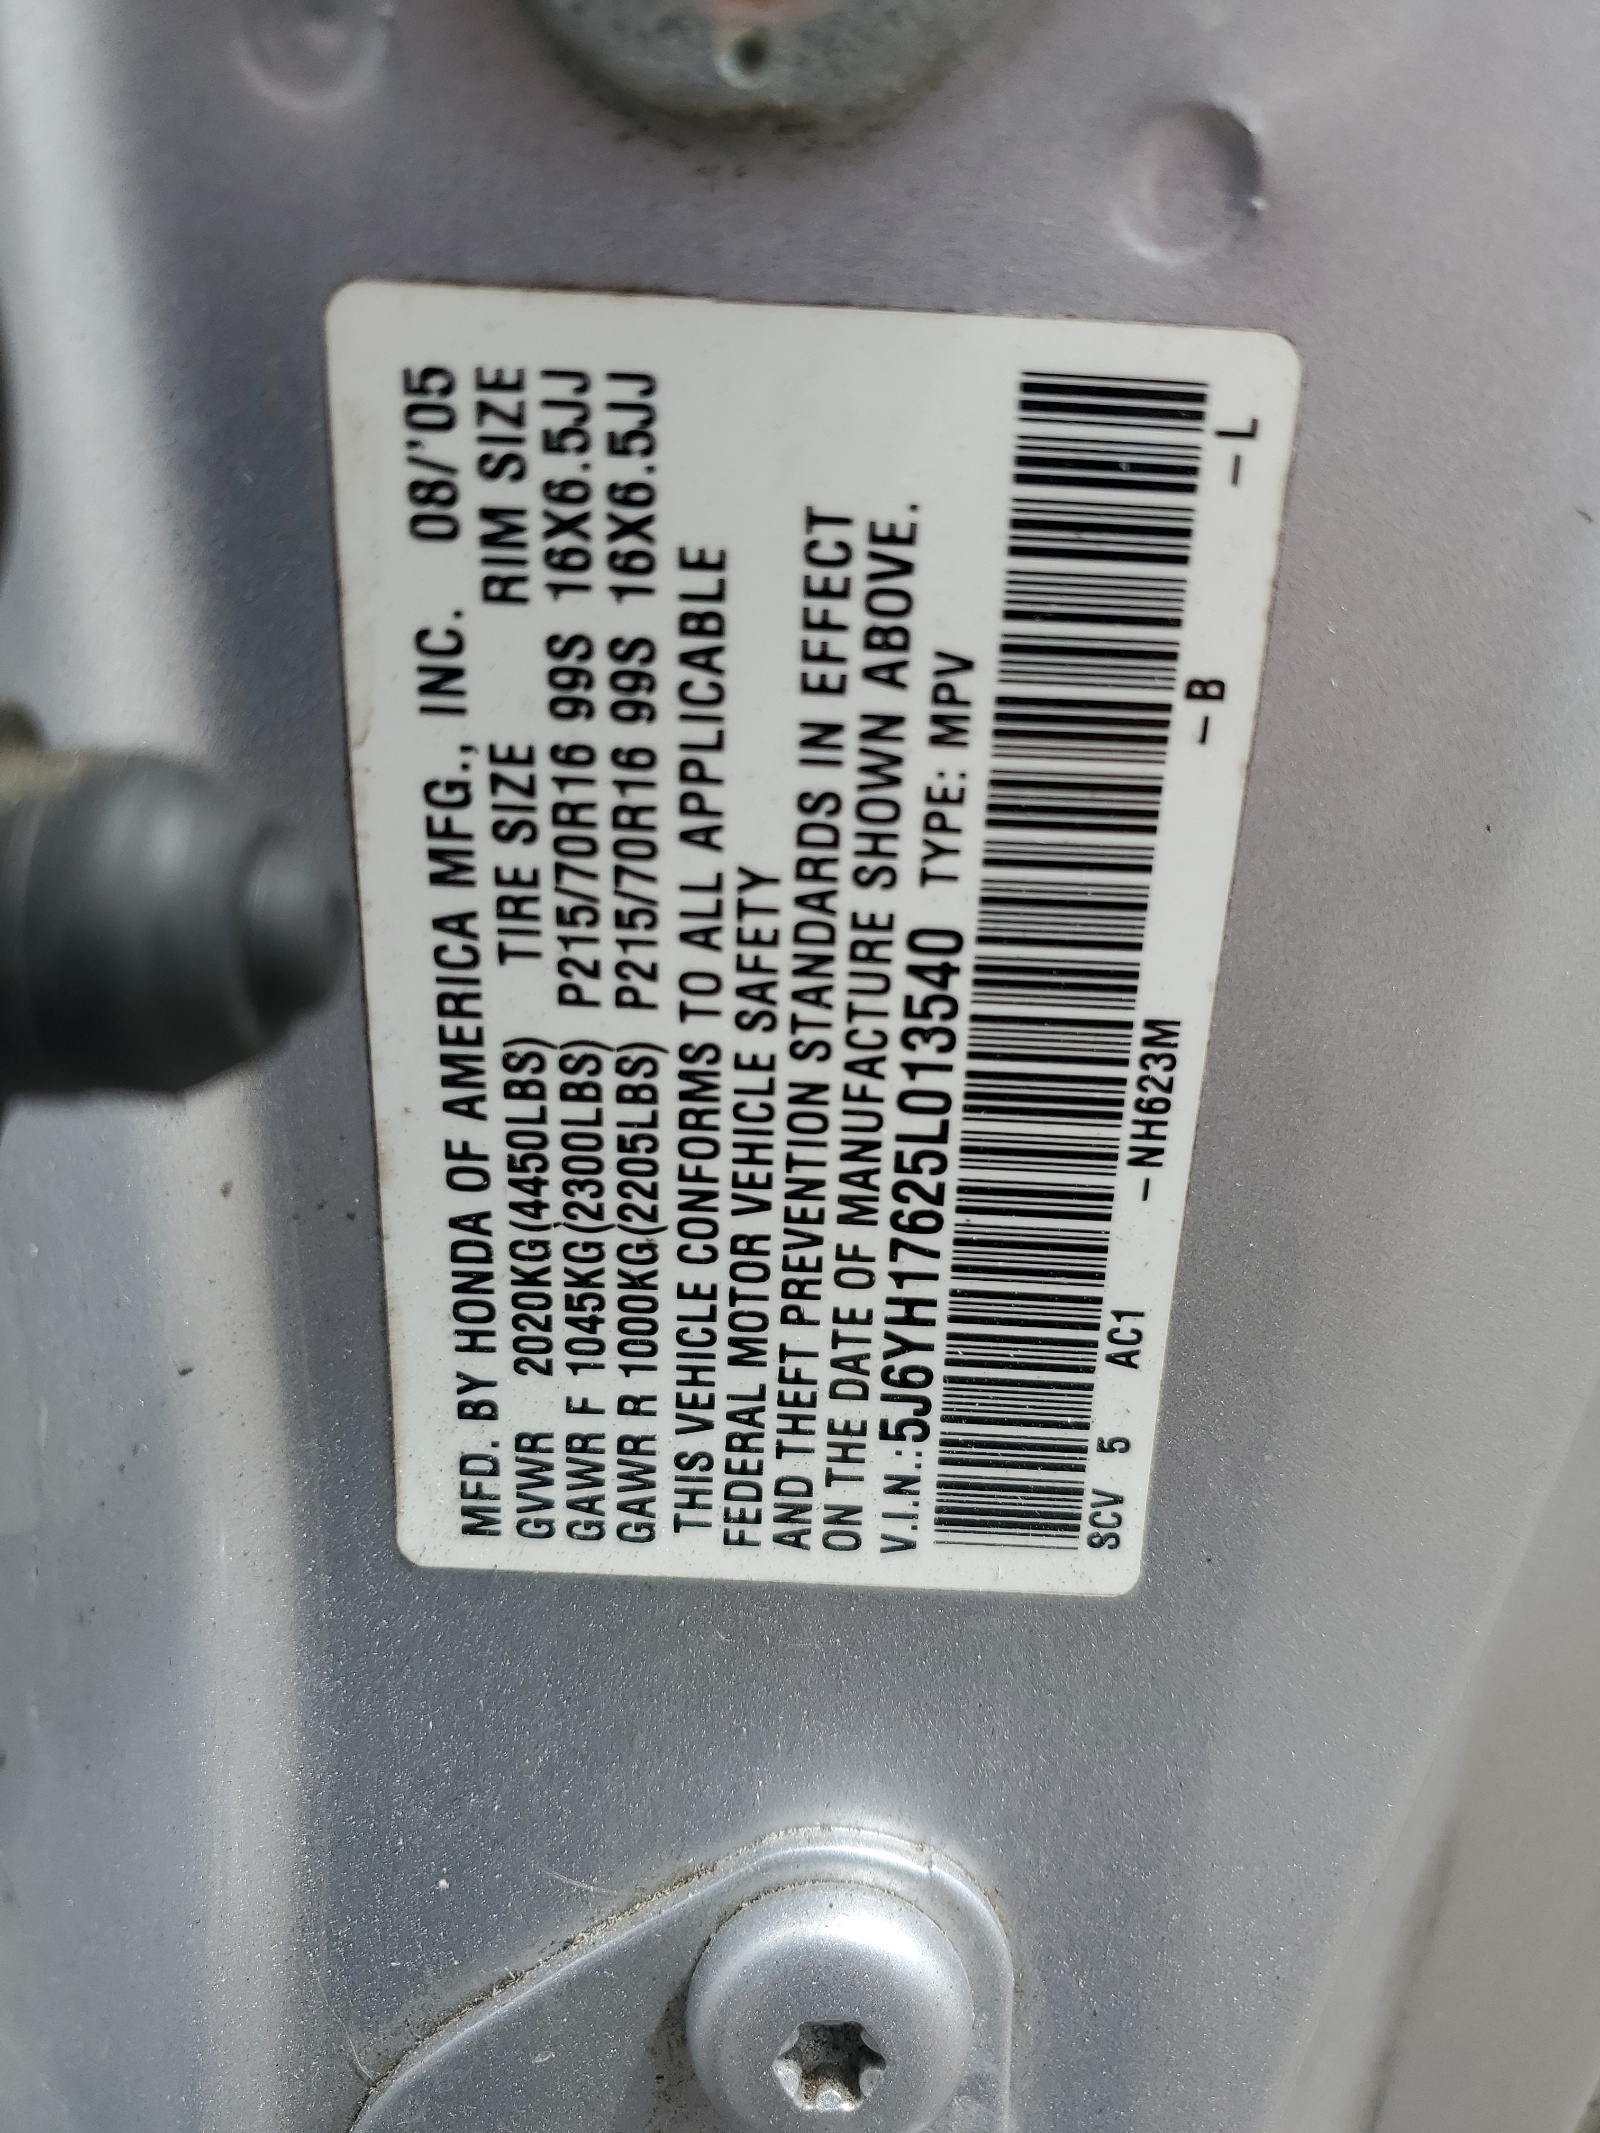 MFD. BY HONDA OF AMERICA MFG., INC. 08/'05
GVWR 2020KG(4450LBS) TIRE SIZE RIM SIZE
GAWR F 1045KG(2300LBS) P215/70R16 99S 16X6.5JJ
GAWR R 1000KG(2205LBS) P215/70R16 99S 16X6.5JJ
THIS VEHICLE CONFORMS TO ALL APPLICABLE
FEDERAL MOTOR VEHICLE SAFETY
AND THEFT PREVENTION STANDARDS IN EFFECT
ON THE DATE OF MANUFACTURE SHOWN ABOVE.
V.I.N.:5J6YH17625L013540 TYPE: MPV
SCV 5 AC1 –NH623M –B –L